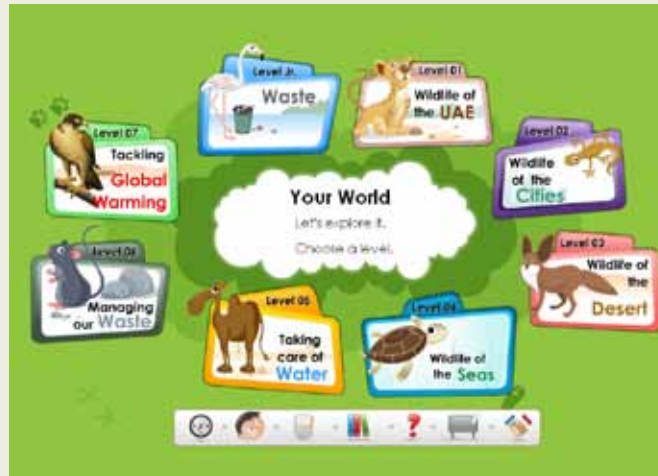 Level Jr.
Waste
Level 01
Wildlife of
the UAE
Level 02
Wildlife
of the
Cities
Level 03
Wildlife of
the
Desert
Level 04
Wildlife of
the Seas
Level 05
Taking
care of
Water
Level 06
Managing
our Waste
Level 07
Tackling
Global
Warming
Your World
Let's explore it.
Choose a level.
?